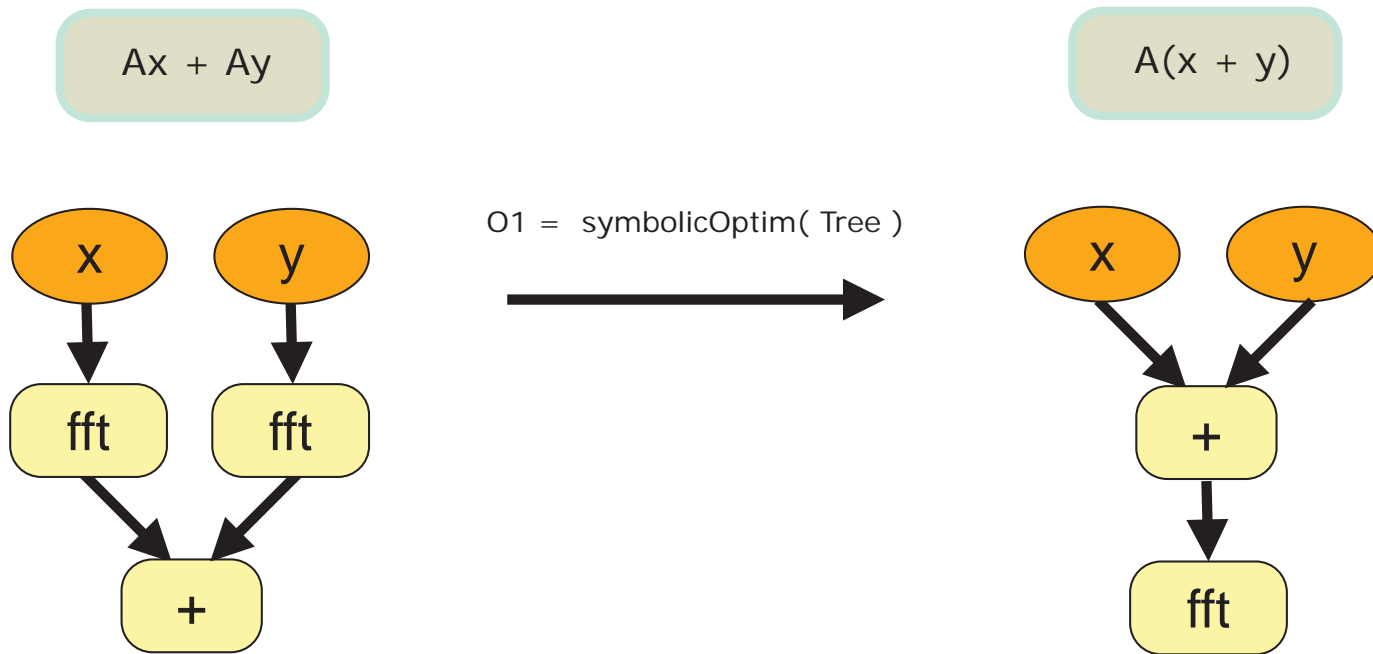 Ax + Ay
A(x + y)
O1 = symbolicOptim( Tree )
x
y
x
y
fft
fft
+
+
fft